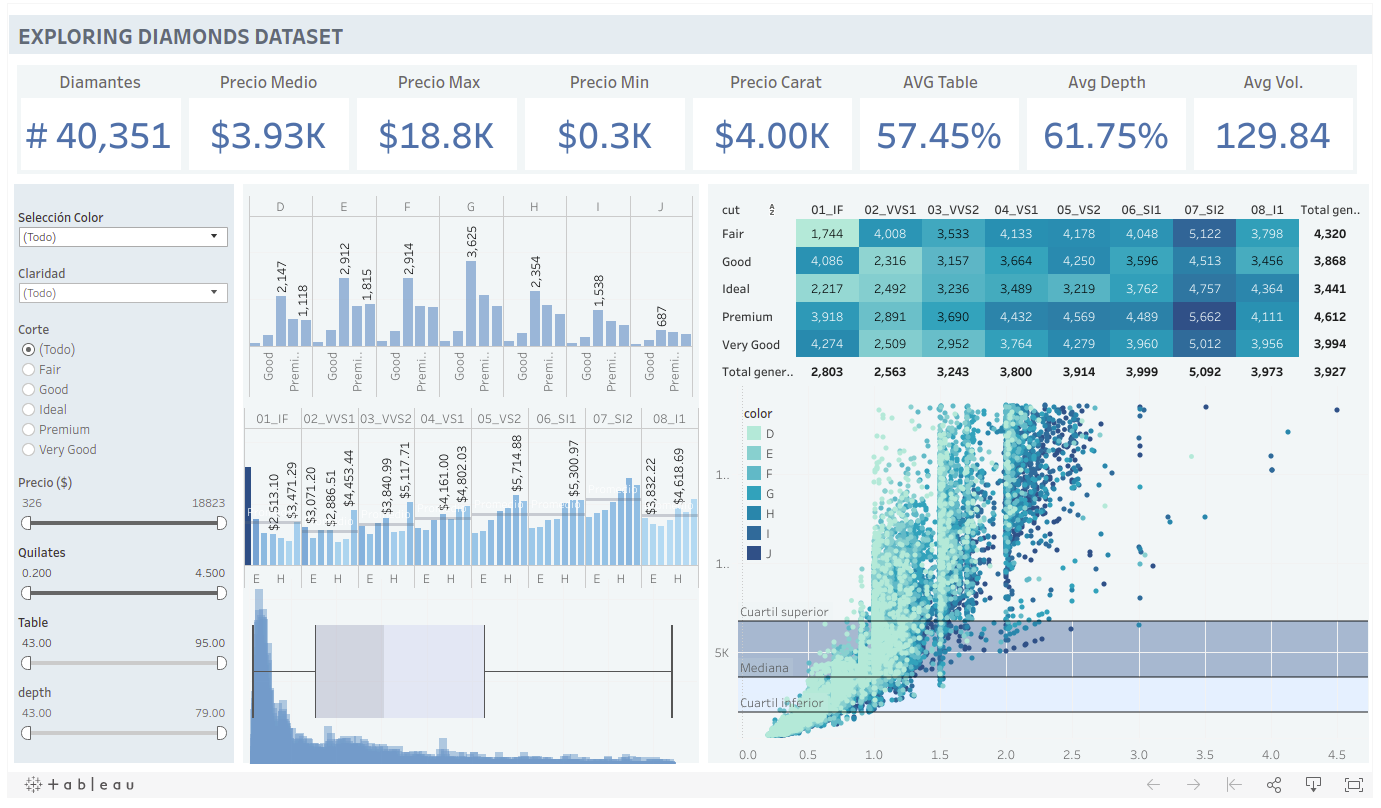 EXPLORING DIAMONDS DATASET
Diamantes Precio Medio Precio Max Precio Min Precio Carat AVG Table Avg Depth Avg Vol.
# 40,351 $3.93K $18.8K $0.3K $4.00K 57.45% 61.75% 129.84
Selección Color
(Todo)
Claridad
(Todo)
Corte
(Todo)
Fair
Good
Ideal
Premium
Very Good
Precio ($)
326 18823
Quilates
0.200 4.500
Table
43.00 95.00
depth
43.00 79.00
D E F G H I J
2,147 1,118 2,912 1,815 2,914 3,625 2,354 1,538 687
Good Premi.. Good Premi.. Good Premi.. Good Premi.. Good Premi.. Good Premi.. Good Premi..
01_IF 02_VVS1 03_VVS2 04_VS1 05_VS2 06_SI1 07_SI2 08_I1
$2,513.10 $3,471.29 $3,071.20 $2,886.51 $4,453.44 $3,840.99 $5,117.71 $4,161.00 $4,802.03 $5,714.88 $5,300.97 $3,832.22 $4,618.69
E H E H E H E H E H E H E H E H
cut 01_IF 02_VVS1 03_VVS2 04_VS1 05_VS2 06_SI1 07_SI2 08_I1 Total gen..
Fair 1,744 4,008 3,533 4,133 4,178 4,048 5,122 3,798 4,320
Good 4,086 2,316 3,157 3,664 4,250 3,596 4,513 3,456 3,868
Ideal 2,217 2,492 3,236 3,489 3,219 3,762 4,757 4,364 3,441
Premium 3,918 2,891 3,690 4,432 4,569 4,489 5,662 4,111 4,612
Very Good 4,274 2,509 2,952 3,764 4,279 3,960 5,012 3,956 3,994
Total gener.. 2,803 2,563 3,243 3,800 3,914 3,999 5,092 3,973 3,927
color
D
E
F
G
H
I
J
1..
1..
Cuartil superior
5K
Mediana
Cuartil inferior
0.0 0.5 1.0 1.5 2.0 2.5 3.0 3.5 4.0 4.5
+ableau